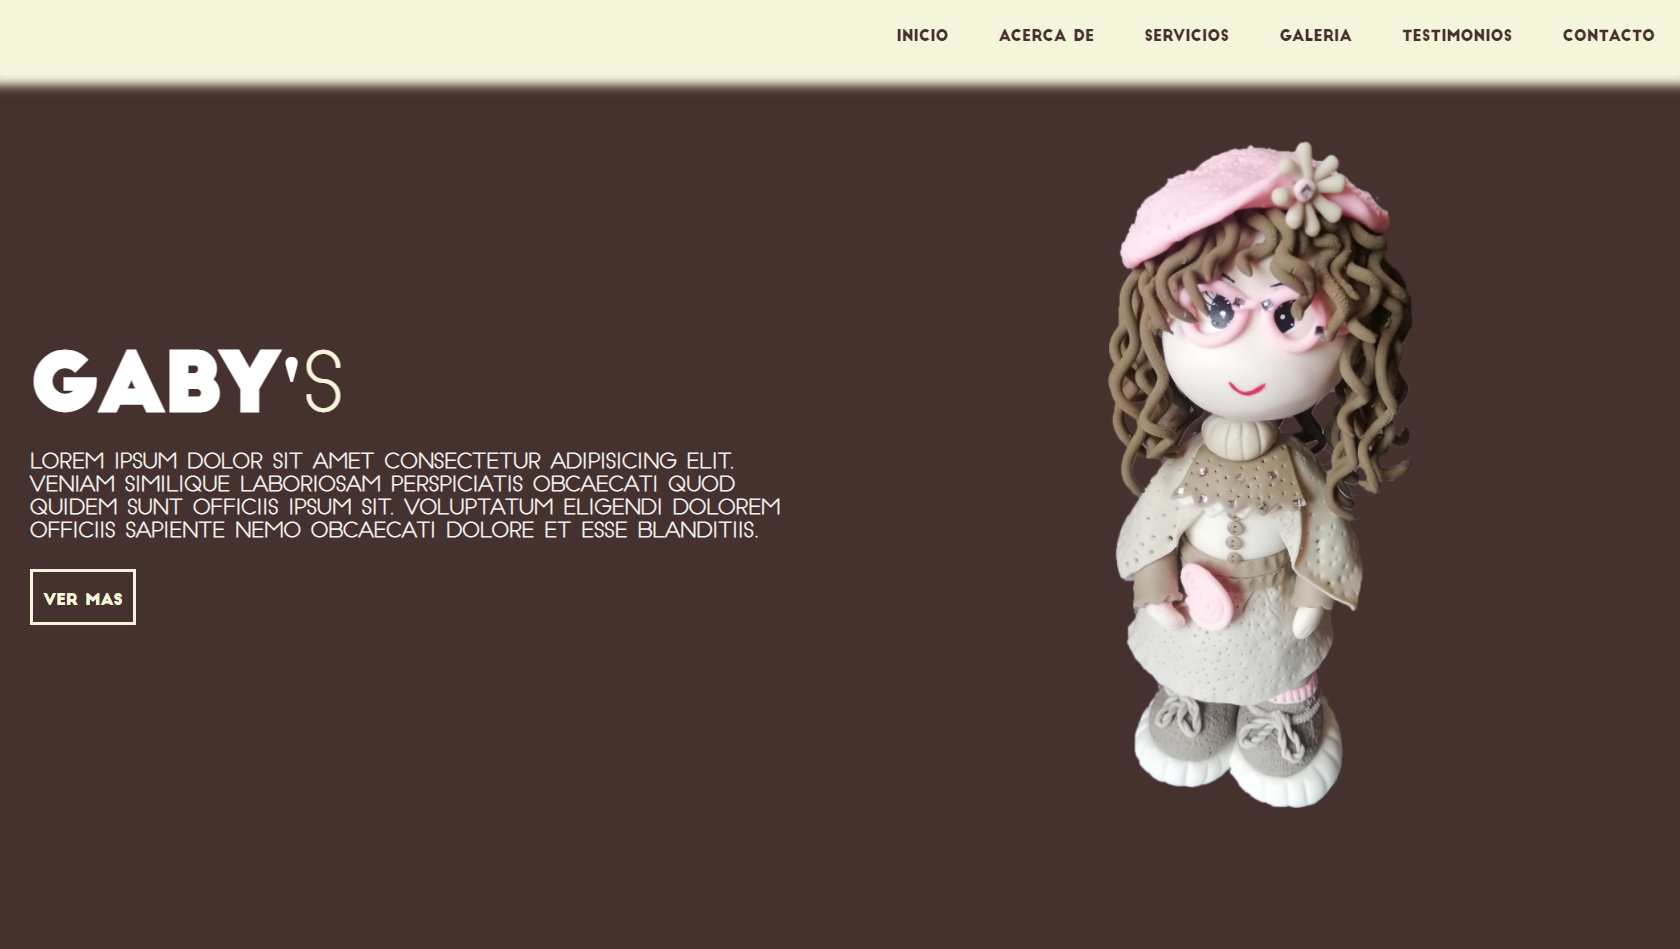 INICIO ACERCA DE SERVICIOS GALERIA TESTIMONIOS CONTACTO
GABY'S
LOREM IPSUM DOLOR SIT AMET CONSECTETUR ADIPISICING ELIT.
VENIAM SIMILIQUE LABORIOSAM PERSPICIATIS OBCAECATI QUOD
QUIDEM SUNT OFFICIIS IPSUM SIT. VOLUPTATUM ELIGENDI DOLOREM
OFFICIIS SAPIENTE NEMO OBCAECATI DOLORE ET ESSE BLANDITIIS.
VER MAS